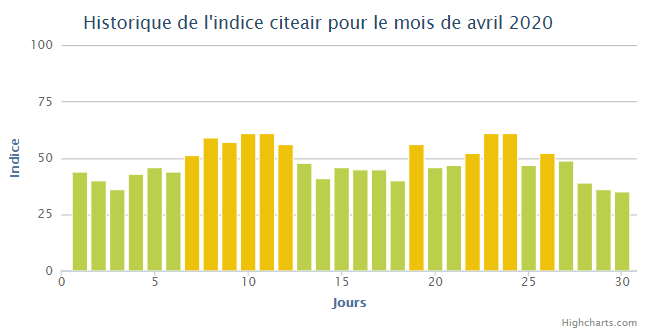 Historique de l'indice citeair pour le mois de avril 2020
100
75
50
25
0
Indice
0 5 10 15 20 25 30
Jours
Highcharts.com